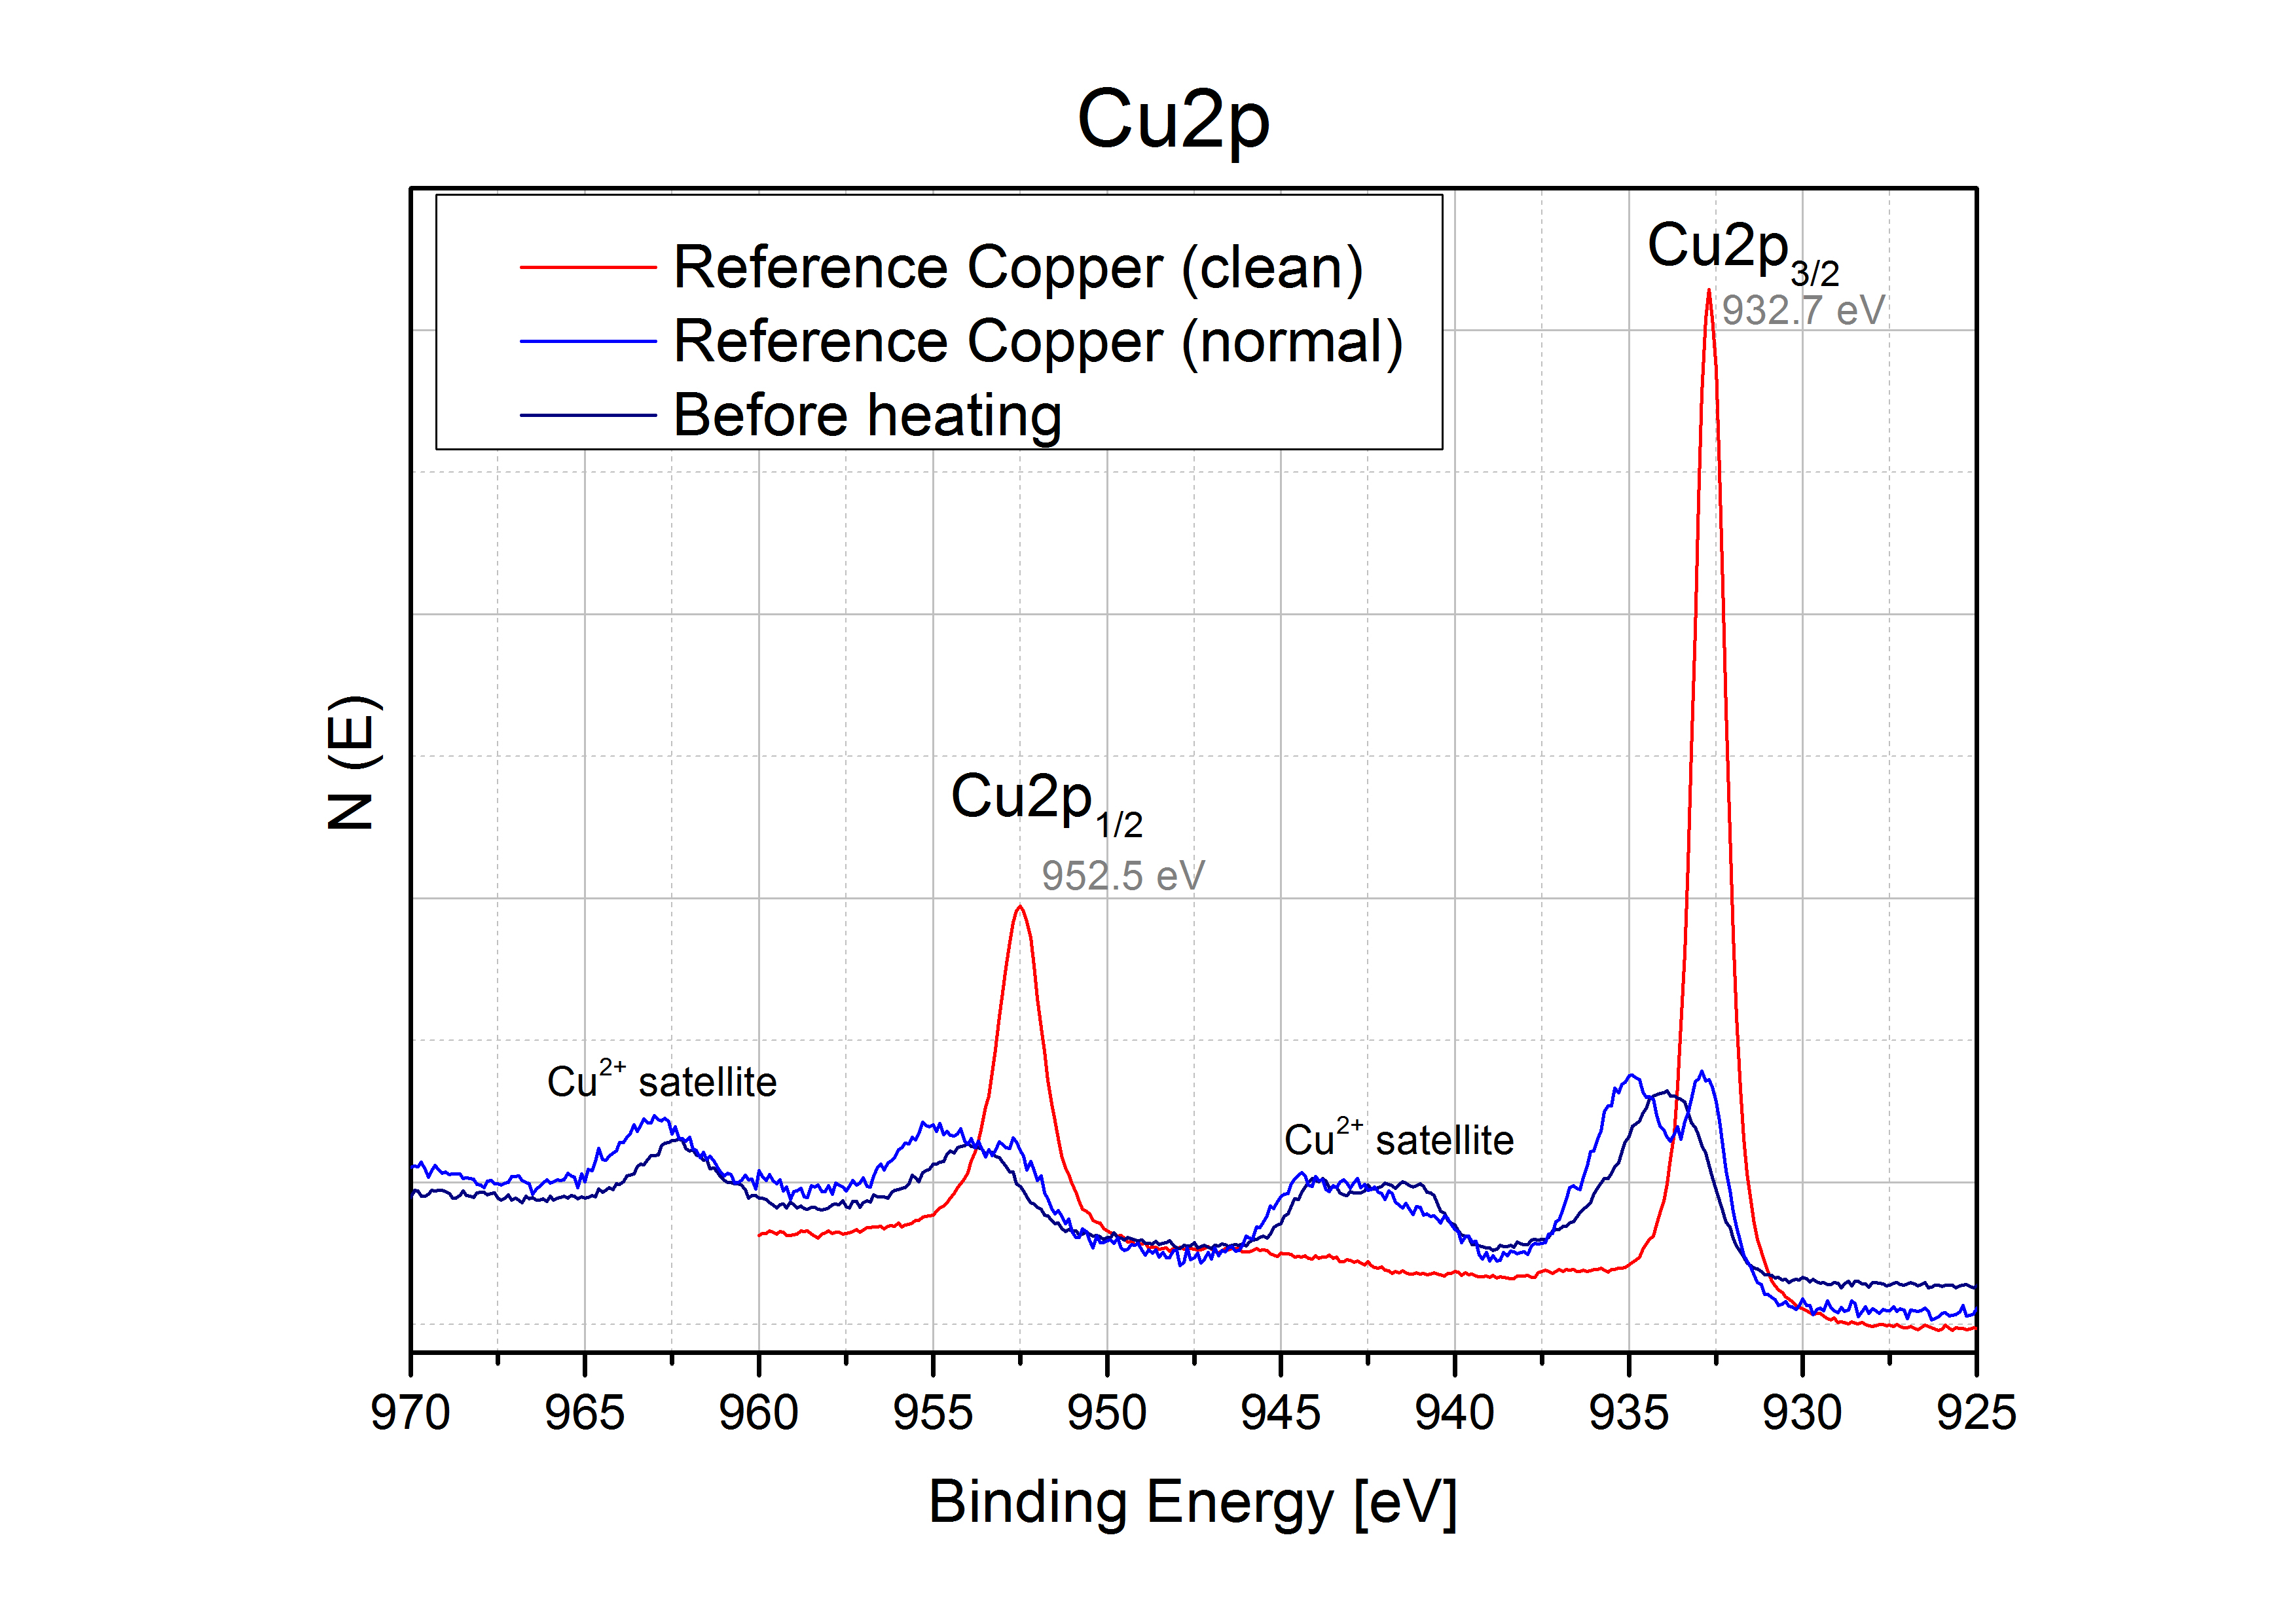 Cu2p
Reference Copper (clean)
Reference Copper (normal)
Before heating
Cu2p3/2
932.7 eV
Cu2p1/2
952.5 eV
Cu2+ satellite
Cu2+ satellite
N (E)
970 965 960 955 950 945 940 935 930 925
Binding Energy [eV]